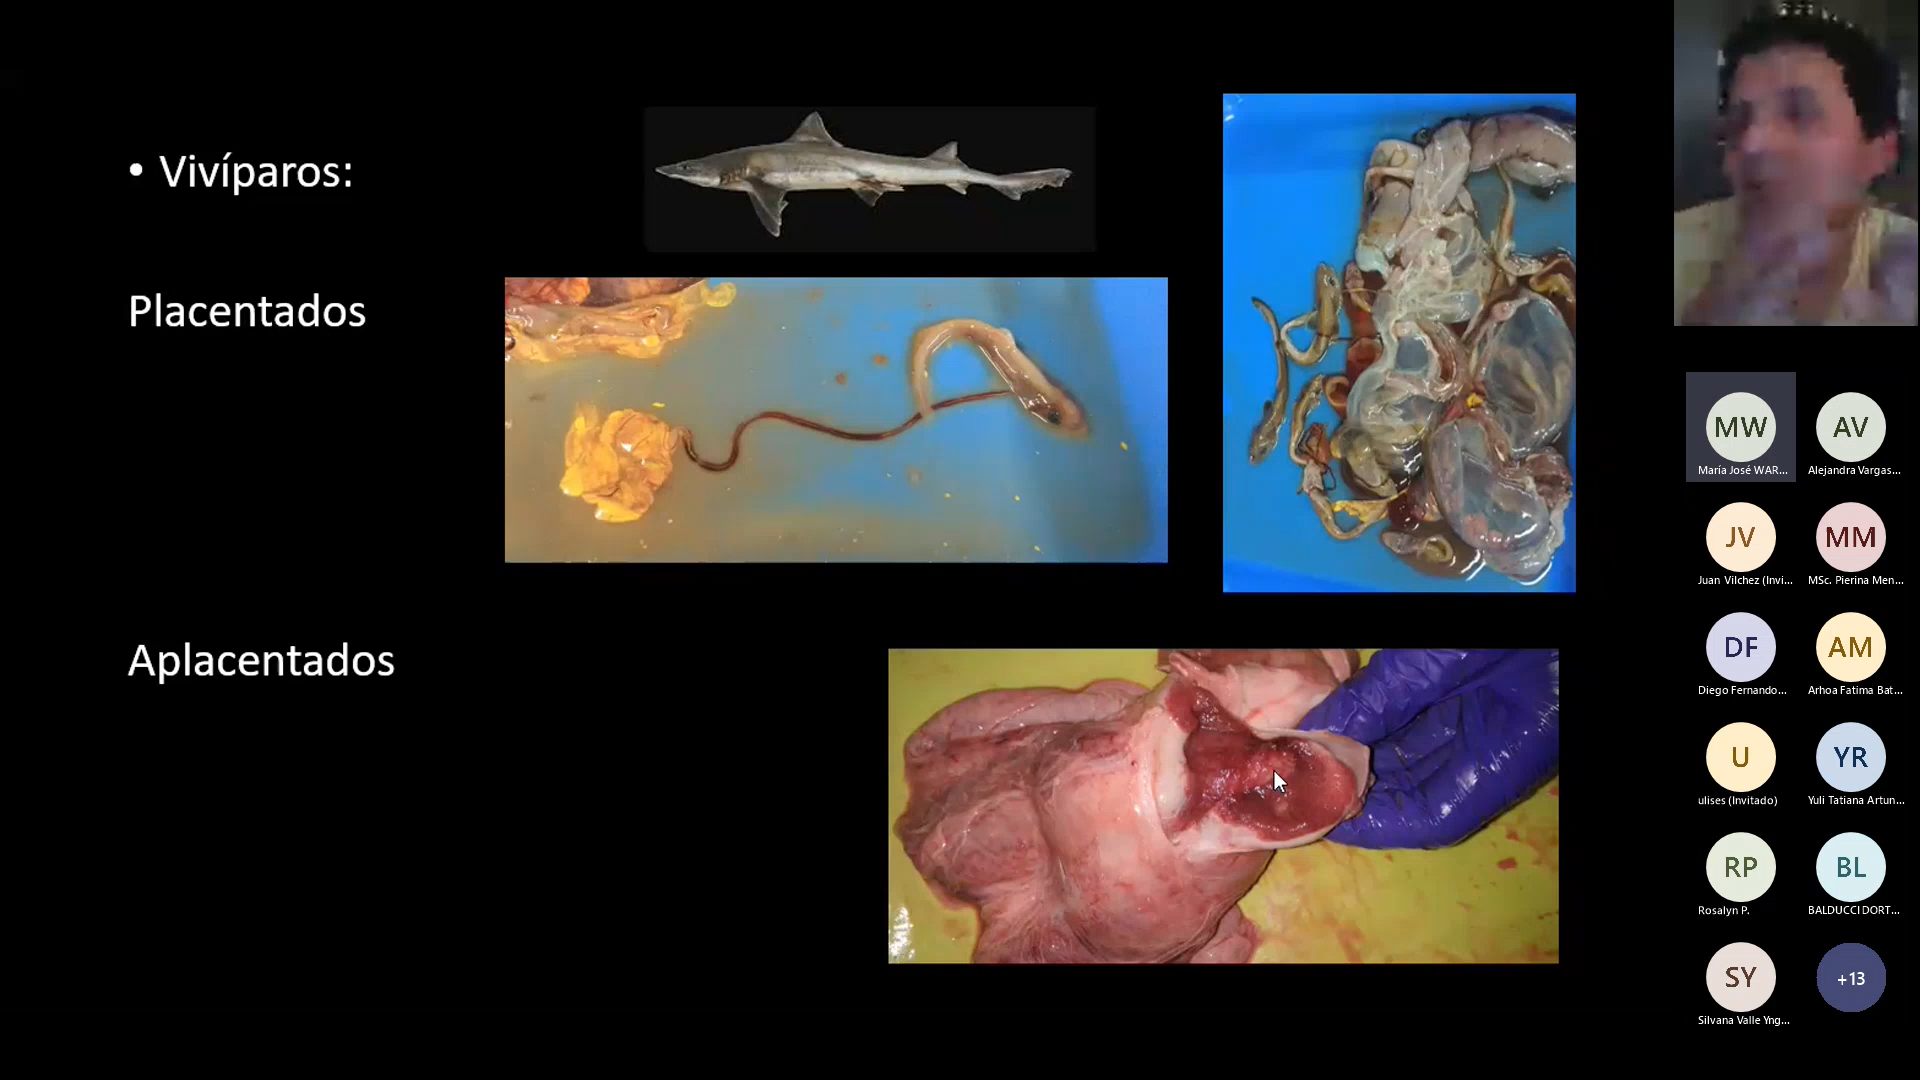 • Vivíparos:
Placentados
Aplacentados
MW
María José WAR...
AV
Alejandra Vargas...
JV
Juan Vilchez (Invi...
MM
MSc. Pierina Men...
DF
Diego Fernando...
AM
Arhoa Fatima Bat...
U
ulises (Invitado)
YR
Yuli Tatiana Artun...
RP
Rosalyn P.
BL
BALDUCCI DORT...
SY
Silvana Valle Yng...
+13